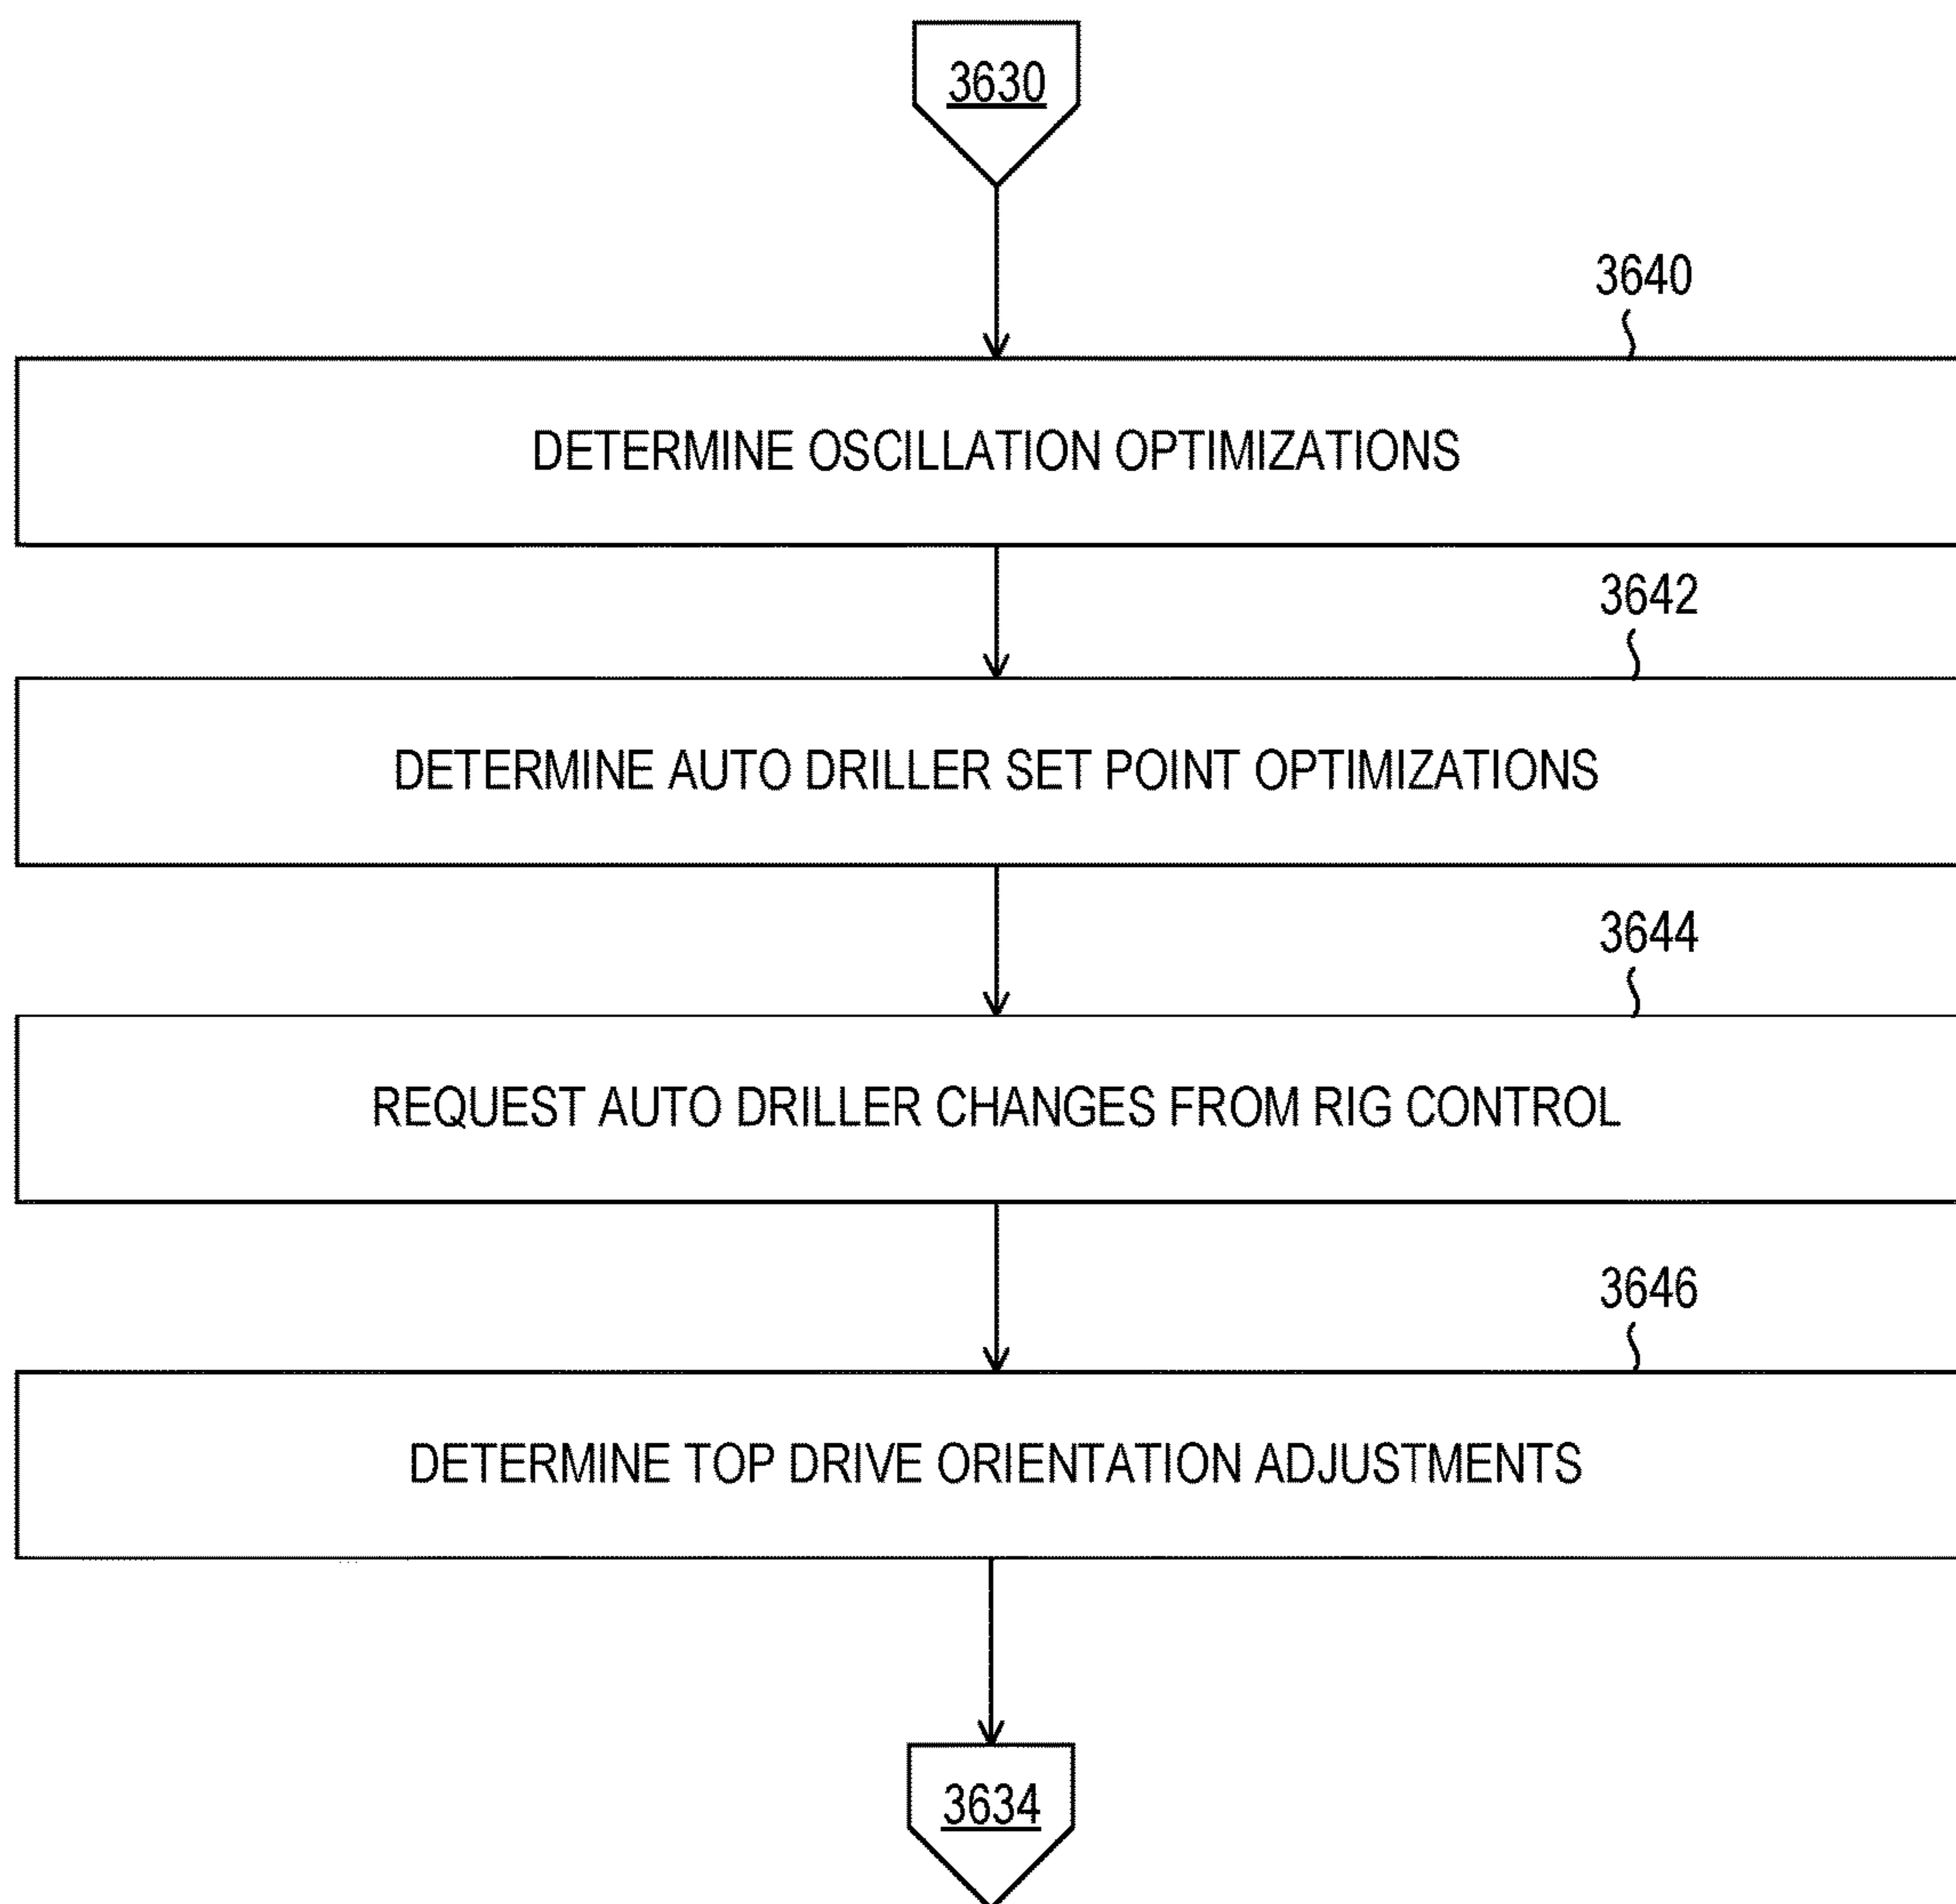 3630
3640
DETERMINE OSCILLATION OPTIMIZATIONS
3642
DETERMINE AUTO DRILLER SET POINT OPTIMIZATIONS
3644
REQUEST AUTO DRILLER CHANGES FROM RIG CONTROL
3646
DETERMINE TOP DRIVE ORIENTATION ADJUSTMENTS
3634